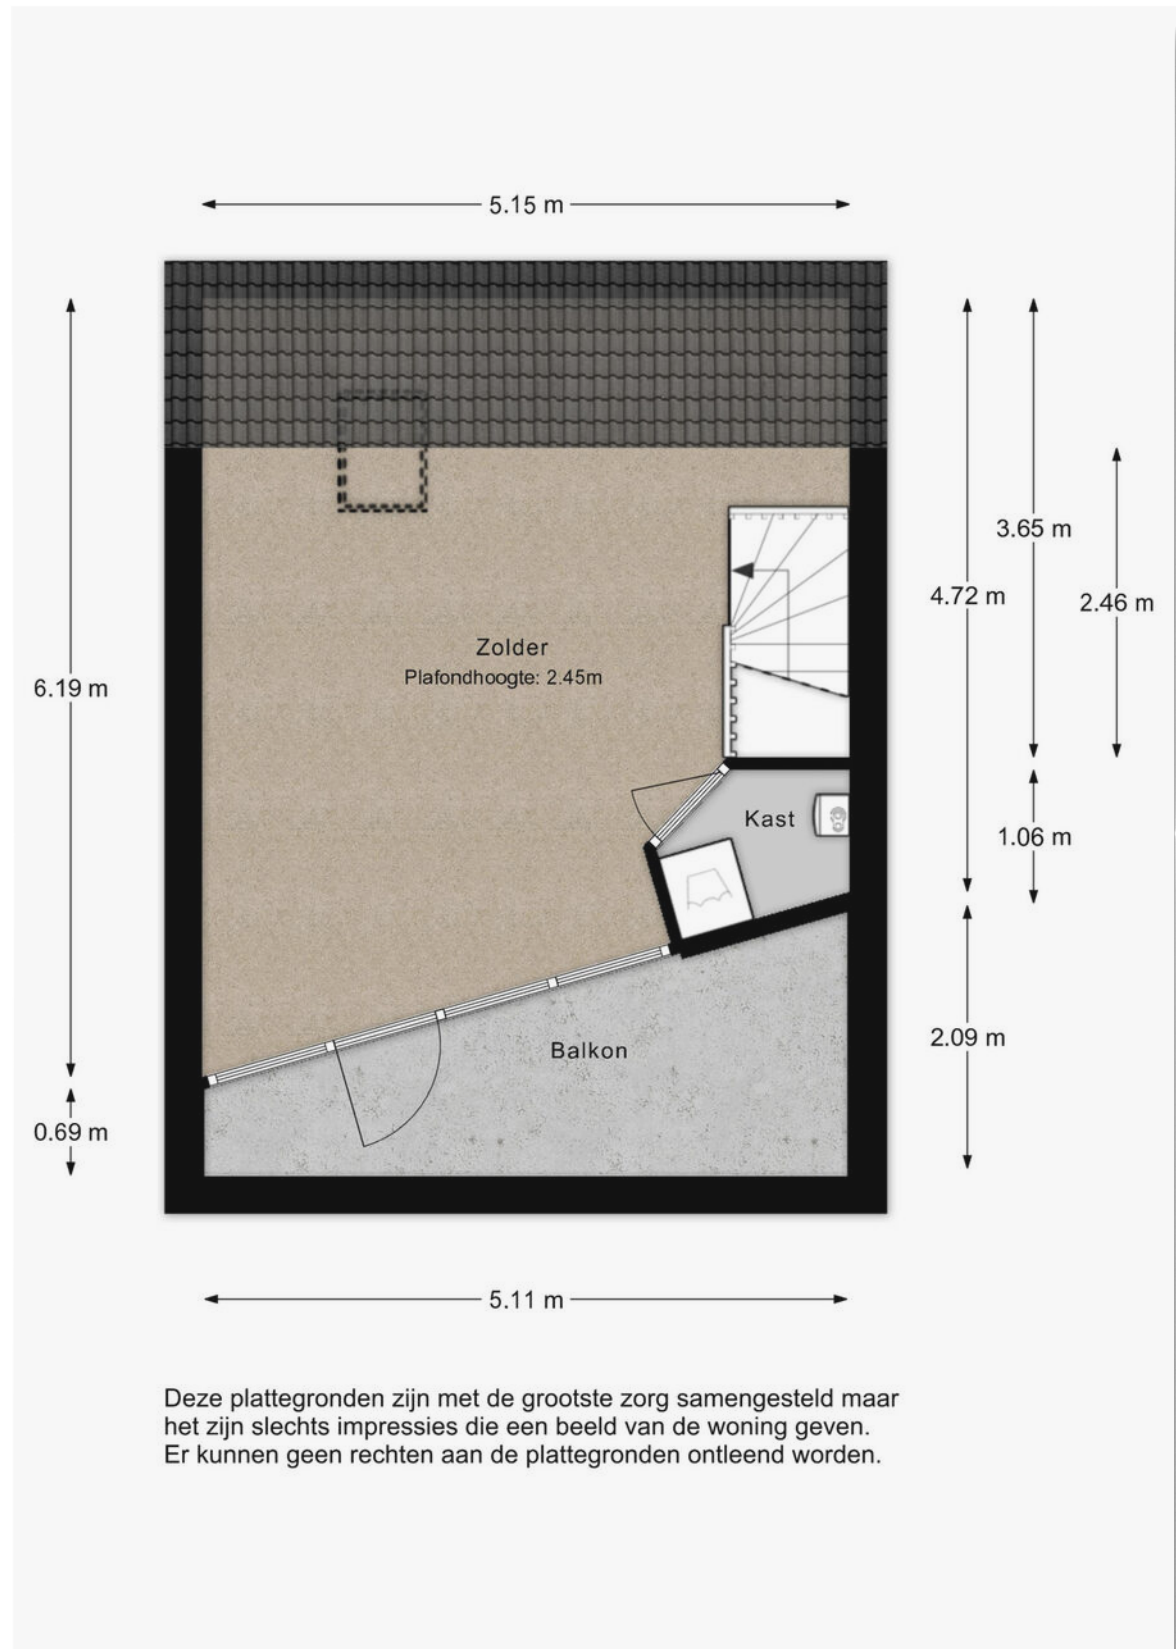 5.15 m
3.65 m
4.72 m
2.46 m
Zolder
Plafondhoogte: 2.45m
6.19 m
Kast
1.06 m
2.09 m
Balkon
0.69 m
5.11 m
Deze plattegronden zijn met de grootste zorg samengesteld maar
het zijn slechts impressies die een beeld van de woning geven.
Er kunnen geen rechten aan de plattegronden ontleend worden.